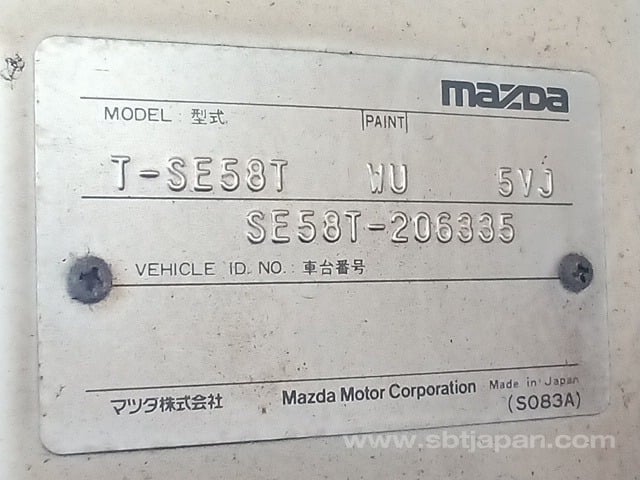 mazda
MODEL 型式 PAINT
T-SE58T WU 5VJ
SE58T-206335
VEHICLE ID. NO.: 車台番号
マツダ株式会社 Mazda Motor Corporation Made in Japan
(S083A)
www.sbtjapan.com